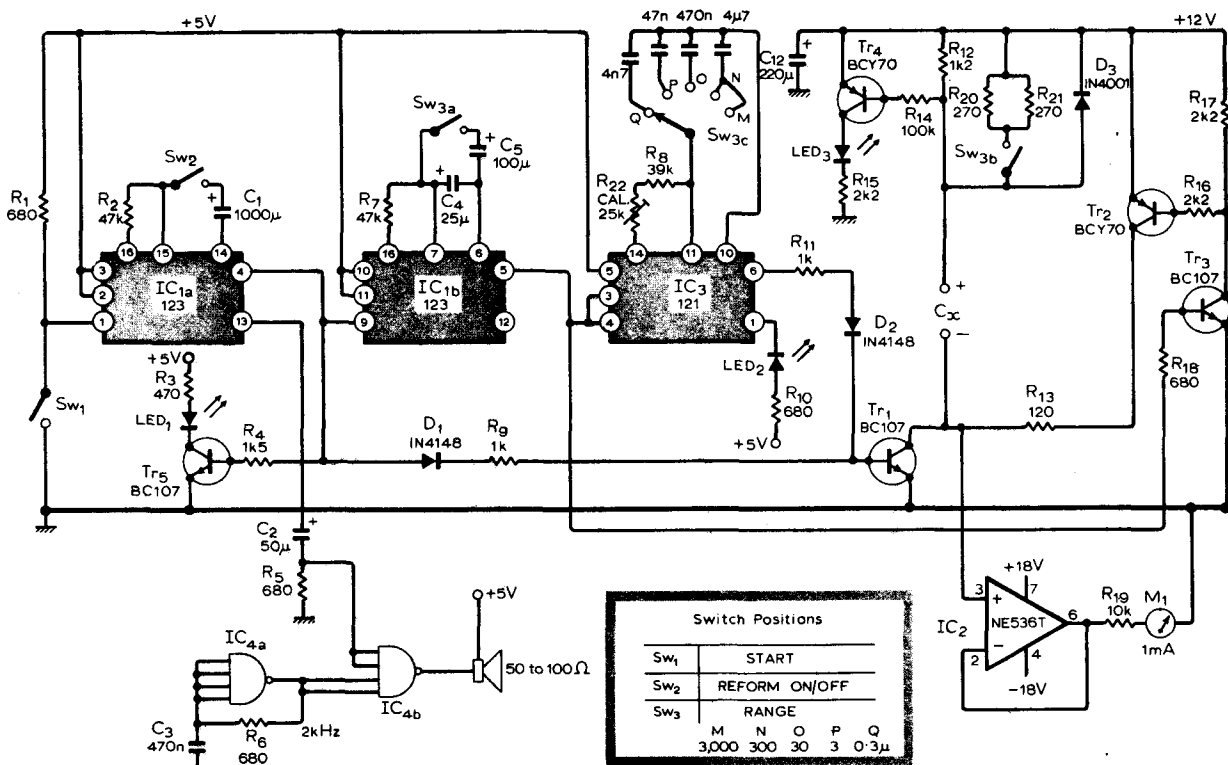 +5V
47n 470n 4μ7
+12V
4n7
P O N M Q
Sw3c
C12
220μ
Tr4
BCY70
R12
1k2
R20
270
R21
270
D3
IN4001
R17
2k2
R14
100k
Sw3b
LED3
R15
2k2
Sw3a
C5
100μ
Sw2
R1
680
R2
47k
C1
1000μ
R7
47k
C4
25μ
R8
39k
R22
CAL.
25k
R16
2k2
Tr2
BCY70
Tr3
BC107
16 15 14
3 4
2
1 13
IC1a
123
16 7 6
10 5
11
9 12
IC1b
123
14 11 10
5 6
3
4 1
IC3
121
R11
1k
D2
IN4148
+
Cx
−
+5V
R3
470
LED1
Sw1
LED2
R10
680
+5V
R18
680
R13
120
Tr1
BC107
R4
1k5
D1
IN4148
R9
1k
Tr5
BC107
C2
50μ
R5
680
+5V
IC4a
IC4b
50 to 100Ω
C3
470n
R6
680
2kHz
Switch Positions
Sw1 START
Sw2 REFORM ON/OFF
Sw3 RANGE
M N O P Q
3,000 300 30 3 0·3μ
+18V
3 7
+
IC2 NE536T 6
−
2 4
−18V
R19
10k
M1
1mA